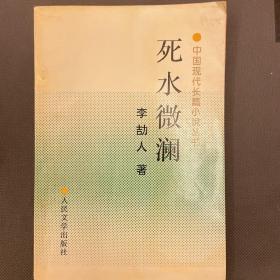 中国现代长篇小说丛书
死水微澜
李劼人 著
人民文学出版社